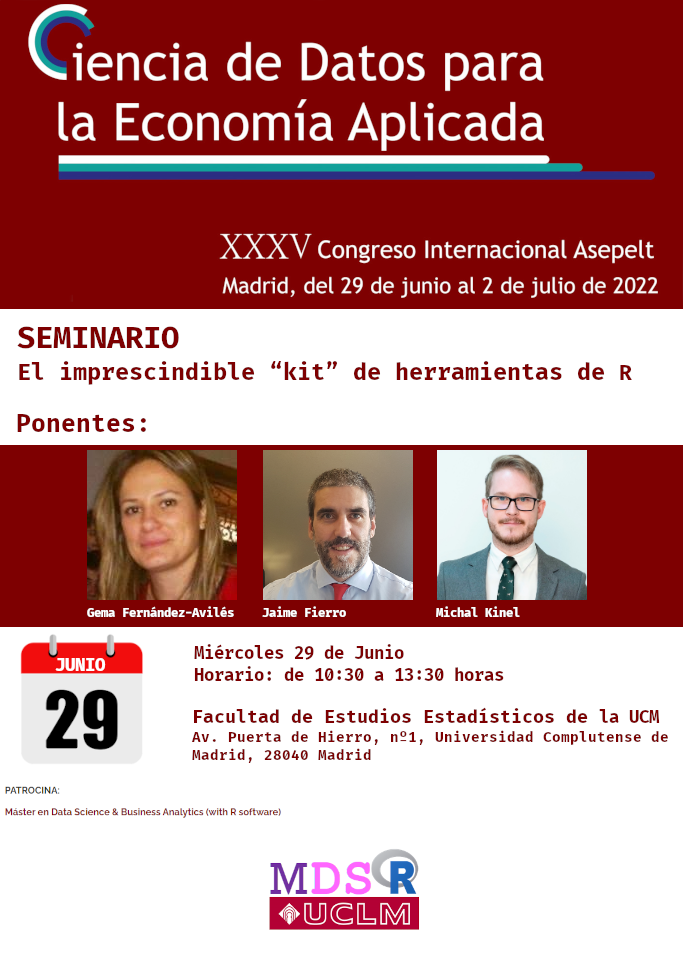 Ciencia de Datos para
la Economía Aplicada
XXXV Congreso Internacional Asepelt
Madrid, del 29 de junio al 2 de julio de 2022
SEMINARIO
El imprescindible “kit” de herramientas de R
Ponentes:
Gema Fernández-Avilés
Jaime Fierro
Michal Kinel
JUNIO
29
Miércoles 29 de Junio
Horario: de 10:30 a 13:30 horas
Facultad de Estudios Estadísticos de la UCM
Av. Puerta de Hierro, nº1, Universidad Complutense de
Madrid, 28040 Madrid
PATROCINA:
Máster en Data Science & Business Analytics (with R software)
MDS R
UCLM